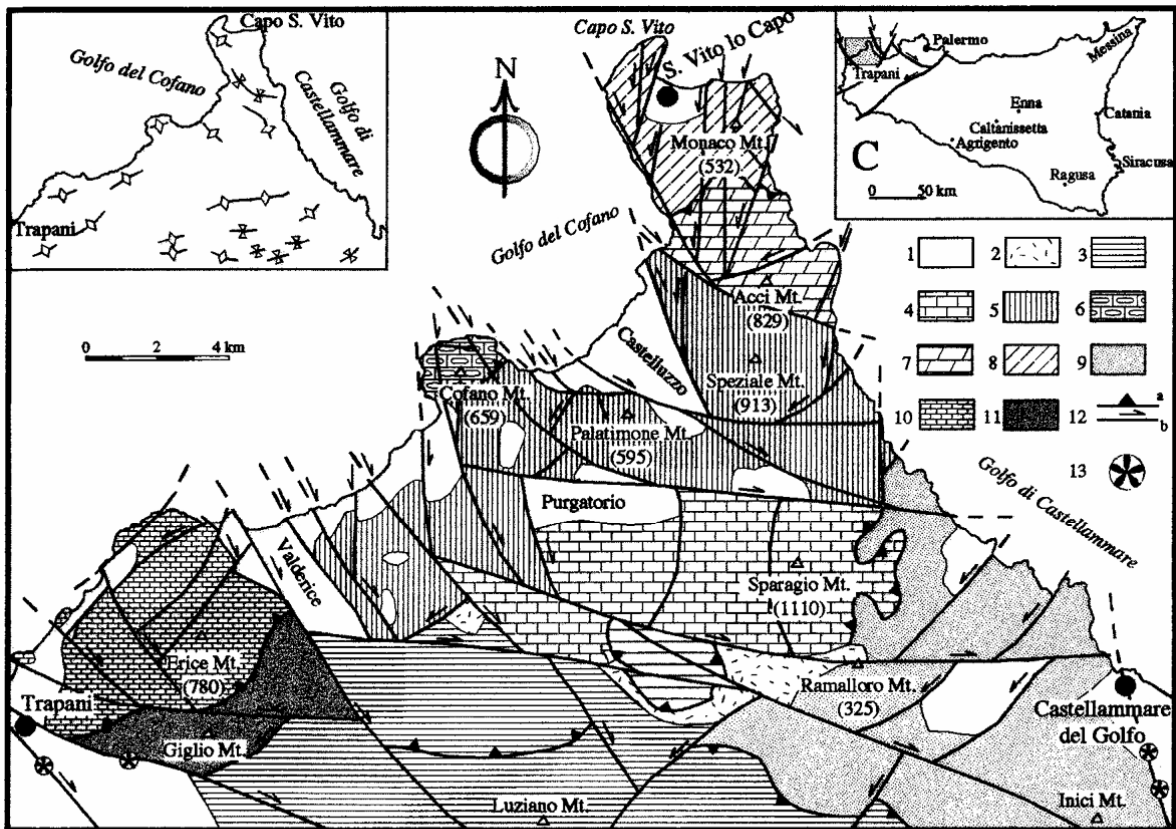 Capo S. Vito
Golfo del Cofano
Golfo di
Castellammare
Trapani
Capo S. Vito
S. Vito lo Capo
N
Monaco Mt.
(532)
Golfo del Cofano
Palermo
Messina
Trapani
Enna
Catania
Caltanissetta
Agrigento
C
Siracusa
Ragusa
0 50 km
1 2 3
4 5 6
7 8 9
10 11 12 a
b
13
0 2 4 km
Acci Mt.
(829)
Castelluzzo
Speziale Mt.
(913)
Cofano Mt.
(659)
Palatimone Mt.
(595)
Golfo di Castellammare
Purgatorio
Valderice
Sparagio Mt.
(1110)
Erice Mt.
(780)
Trapani
Ramalloro Mt.
(325)
Castellammare
del Golfo
Giglio Mt.
Luziano Mt.
Inici Mt.